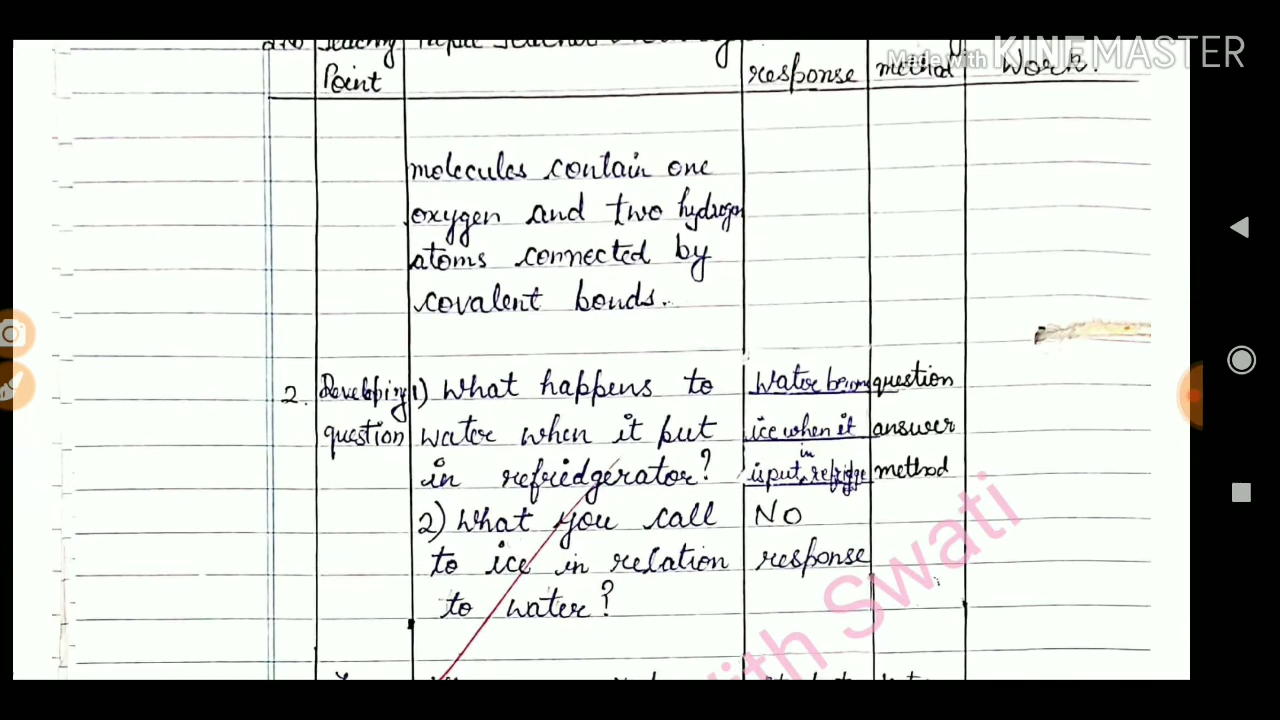 Made with KINEMASTER
Point response method Work.
molecules contain one
oxygen and two hydrogen
atoms connected by
covalent bonds.
2. Developing 1) What happens to Water question
question water when it put ice when it answer
in
in refriedgerator? is put refridge method
2) What you call NO
to ice in relation response
to water?
with Swati